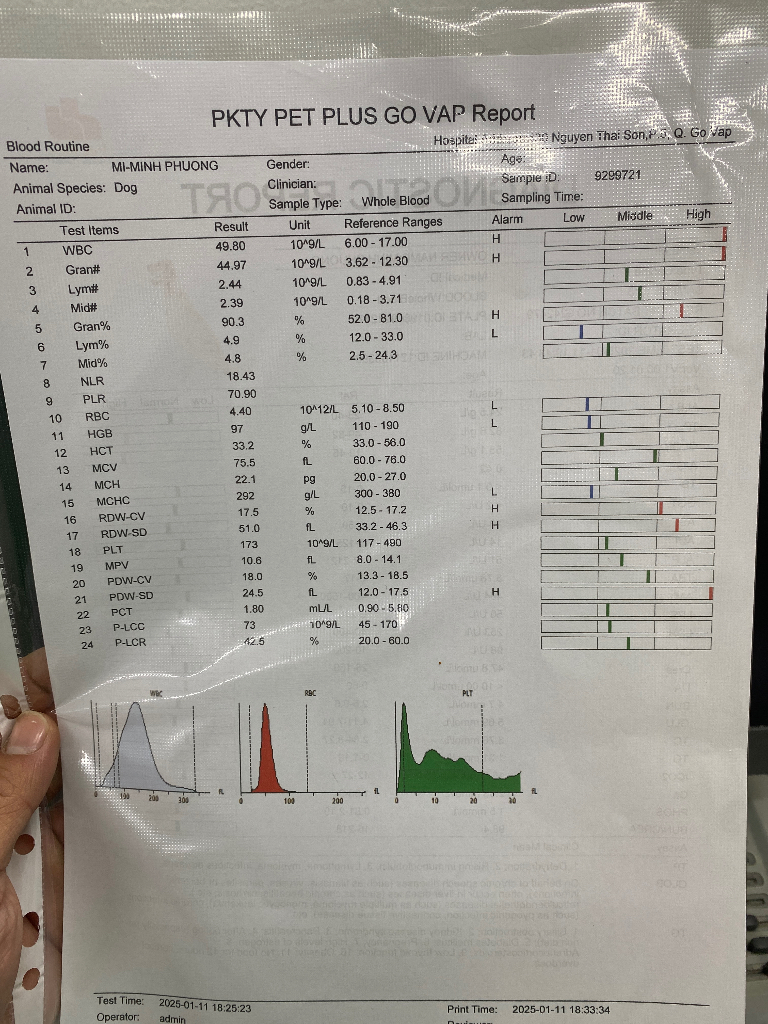 PKTY PET PLUS GO VAP Report
Blood Routine
Hospital Nguyen Thai Son, Q. Go Vap
Name: MI-MINH PHUONG Gender: Age:
Animal Species: Dog Clinician: Sample ID: 9299721
Animal ID: Sample Type: Whole Blood Sampling Time:
Test Items Result Unit Reference Ranges Alarm Low Middle High
1 WBC 49.80 10^9/L 6.00 - 17.00 H
2 Gran# 44.97 10^9/L 3.62 - 12.30 H
3 Lym# 2.44 10^9/L 0.83 - 4.91
4 Mid# 2.39 10^9/L 0.18 - 3.71
5 Gran% 90.3 % 52.0 - 81.0 H
6 Lym% 4.9 % 12.0 - 33.0 L
7 Mid% 4.8 % 2.5 - 24.3
8 NLR 18.43
9 PLR 70.90
10 RBC 4.40 10^12/L 5.10 - 8.50 L
11 HGB 97 g/L 110 - 190 L
12 HCT 33.2 % 33.0 - 56.0
13 MCV 75.5 fL 60.0 - 76.0
14 MCH 22.1 pg 20.0 - 27.0
15 MCHC 292 g/L 300 - 380 L
16 RDW-CV 17.5 % 12.5 - 17.2 H
17 RDW-SD 51.0 fL 33.2 - 46.3 H
18 PLT 173 10^9/L 117 - 490
19 MPV 10.6 fL 8.0 - 14.1
20 PDW-CV 18.0 % 13.3 - 18.5
21 PDW-SD 24.5 fL 12.0 - 17.5 H
22 PCT 1.80 mL/L 0.90 - 5.80
23 P-LCC 73 10^9/L 45 - 170
24 P-LCR 42.5 % 20.0 - 60.0
WBC RBC PLT
0 100 200 300 fL 0 100 200 fL 0 10 20 30 fL
Test Time: 2025-01-11 18:25:23 Print Time: 2025-01-11 18:33:34
Operator: admin